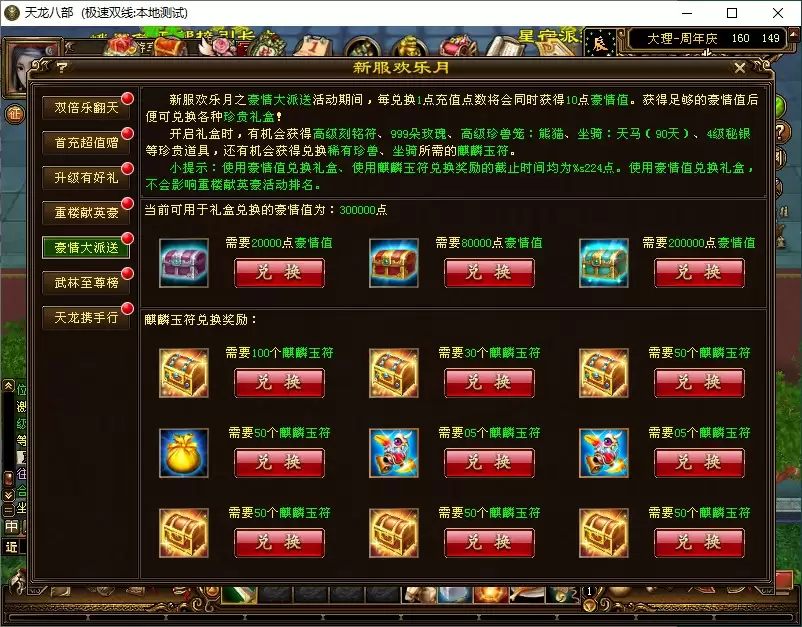 天龙八部 (极速双线:本地测试)
星宿派
辰
大理-周年庆 160 149
?
新服欢乐月
征
双倍乐翻天
首充超值赠
升级有好礼
重楼献英豪
豪情大派送
武林至尊榜
天龙携手行
新服欢乐月之豪情大派送活动期间，每兑换1点充值点数将会同时获得10点豪情值。获得足够的豪情值后
便可兑换各种珍贵礼盒！
开启礼盒时，有机会获得高级刻铭符、999朵玫瑰、高级珍兽笼：熊猫、坐骑：天马（90天）、4级秘银
等珍贵道具，还有机会获得兑换稀有珍兽、坐骑所需的麒麟玉符。
小提示：使用豪情值兑换礼盒、使用麒麟玉符兑换奖励的截止时间均为%s224点。使用豪情值兑换礼盒，
不会影响重楼献英豪活动排名。
当前可用于礼盒兑换的豪情值为：300000点
需要20000点豪情值
兑 换
需要80000点豪情值
兑 换
需要200000点豪情值
兑 换
麒麟玉符兑换奖励：
需要100个麒麟玉符
兑 换
需要30个麒麟玉符
兑 换
需要50个麒麟玉符
兑 换
需要50个麒麟玉符
兑 换
需要05个麒麟玉符
兑 换
需要05个麒麟玉符
兑 换
需要50个麒麟玉符
兑 换
需要50个麒麟玉符
兑 换
需要50个麒麟玉符
兑 换
近
1